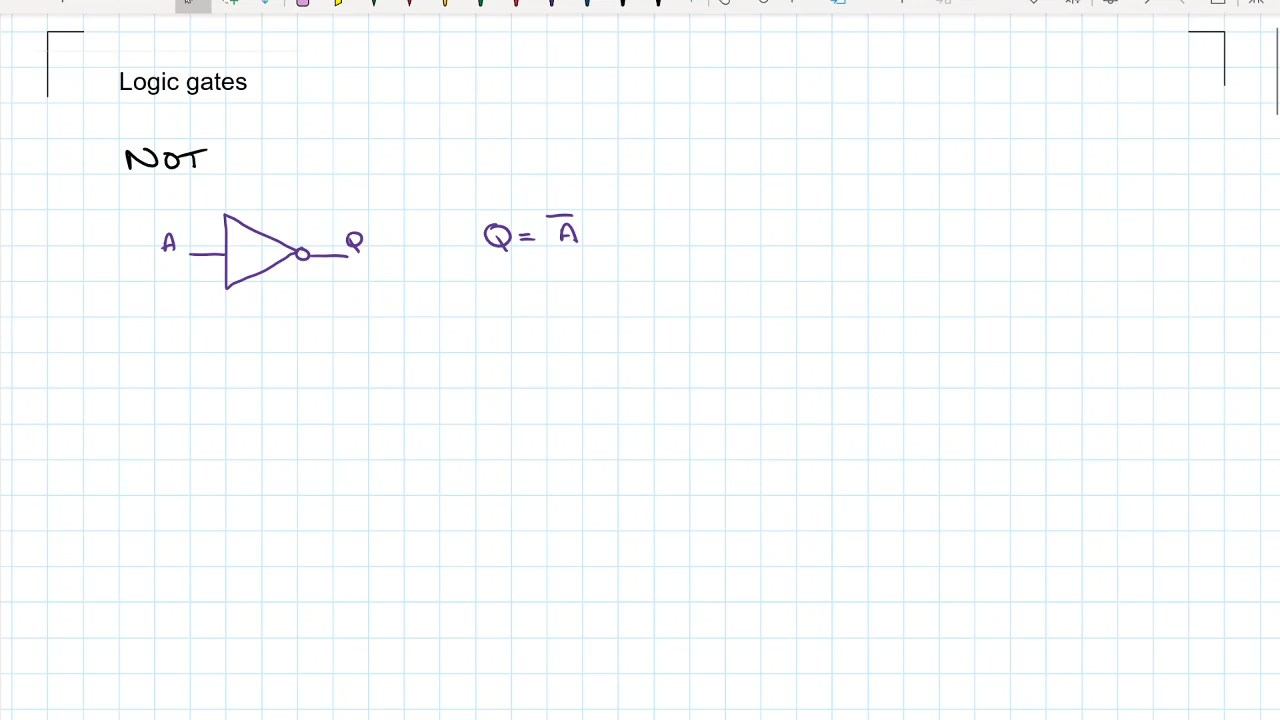 Logic gates
NOT
A Q Q = A̅